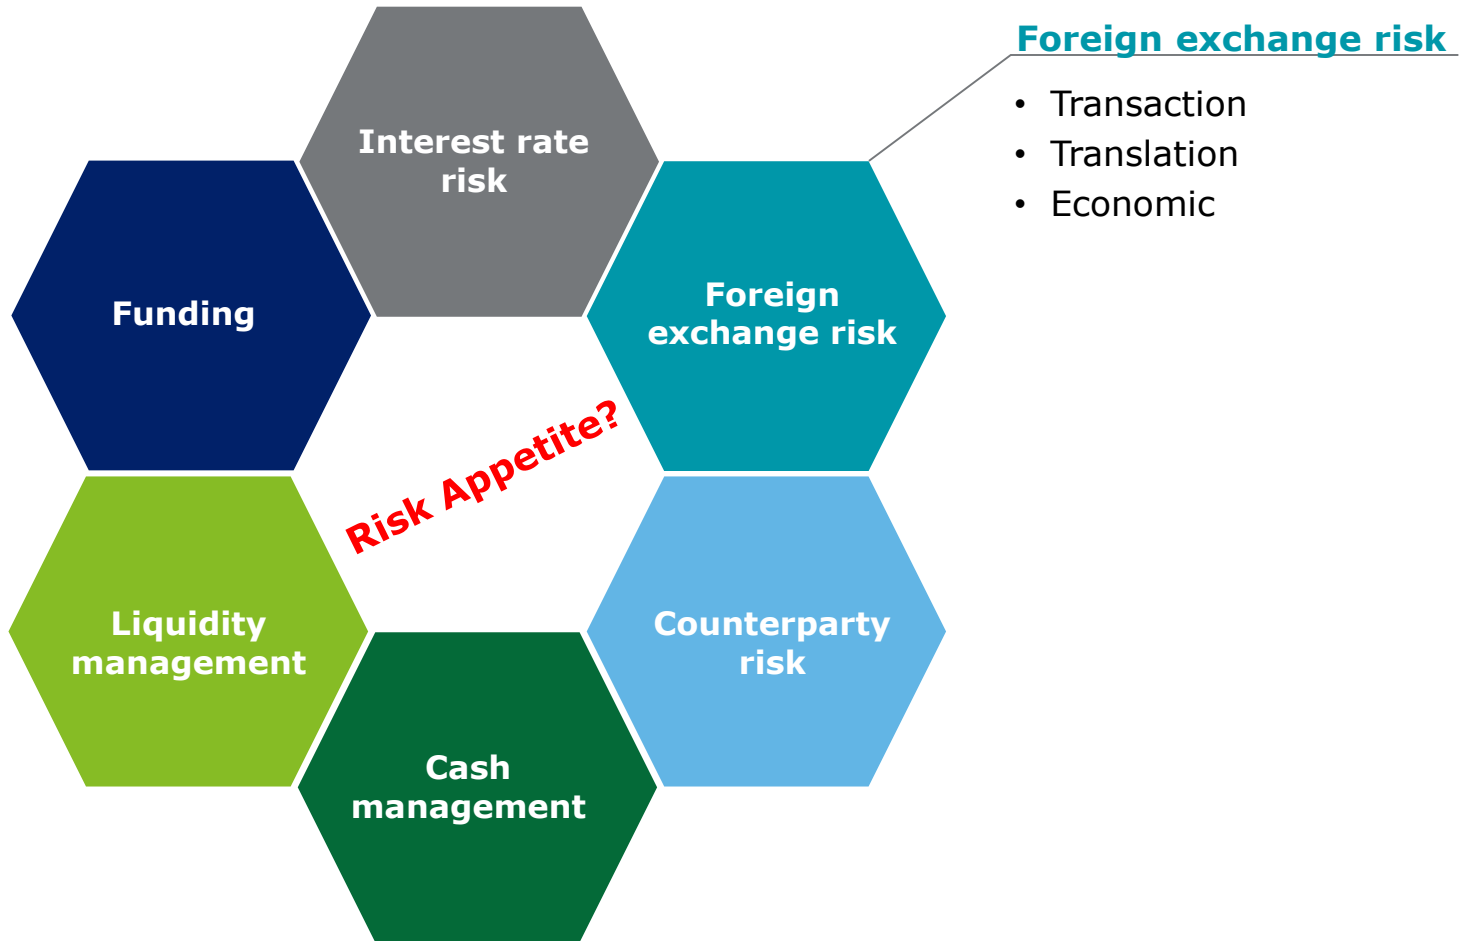 Foreign exchange risk
• Transaction
• Translation
• Economic
Interest rate
risk
Foreign
exchange risk
Funding
Risk Appetite?
Liquidity
management
Counterparty
risk
Cash
management